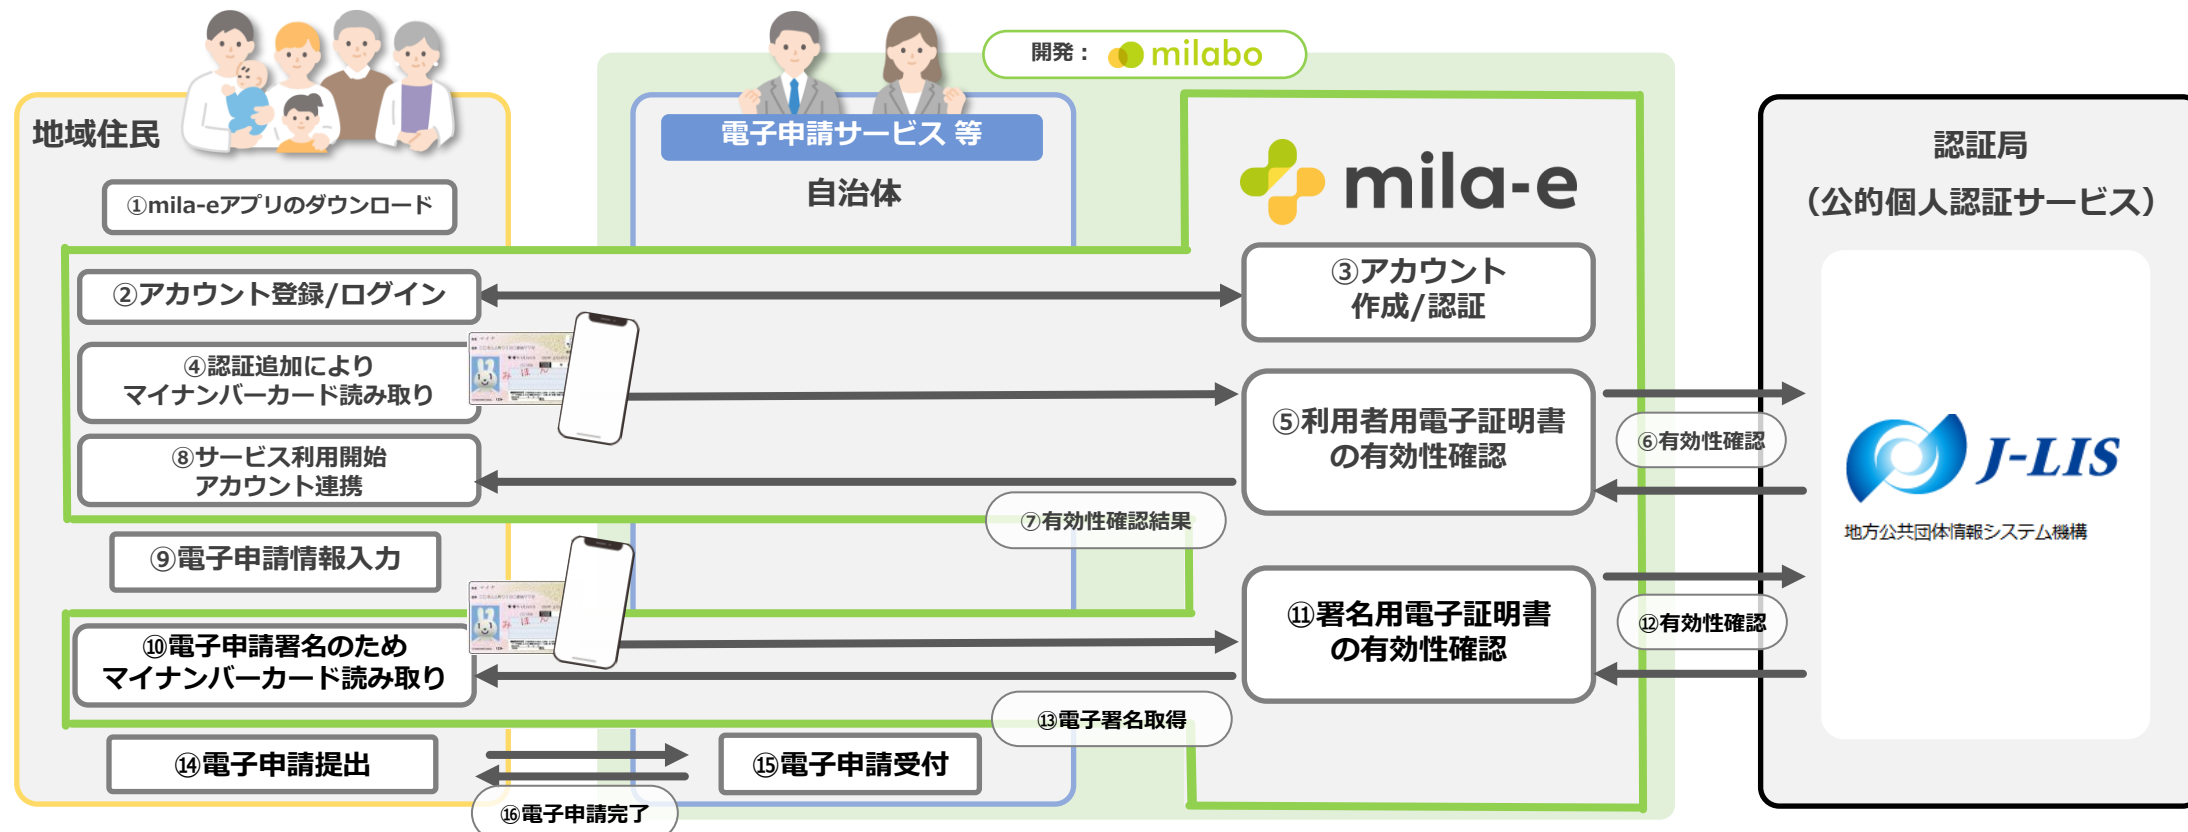 開発： milabo
地域住民
電子申請サービス 等
自治体
mila-e
認証局
（公的個人認証サービス）
①mila-eアプリのダウンロード
②アカウント登録/ログイン
③アカウント
作成/認証
④認証追加により
マイナンバーカード読み取り
⑤利用者用電子証明書
の有効性確認
⑥有効性確認
J-LIS
地方公共団体情報システム機構
⑧サービス利用開始
アカウント連携
⑦有効性確認結果
⑨電子申請情報入力
⑩電子申請署名のため
マイナンバーカード読み取り
⑪署名用電子証明書
の有効性確認
⑫有効性確認
⑬電子署名取得
⑭電子申請提出
⑮電子申請受付
⑯電子申請完了